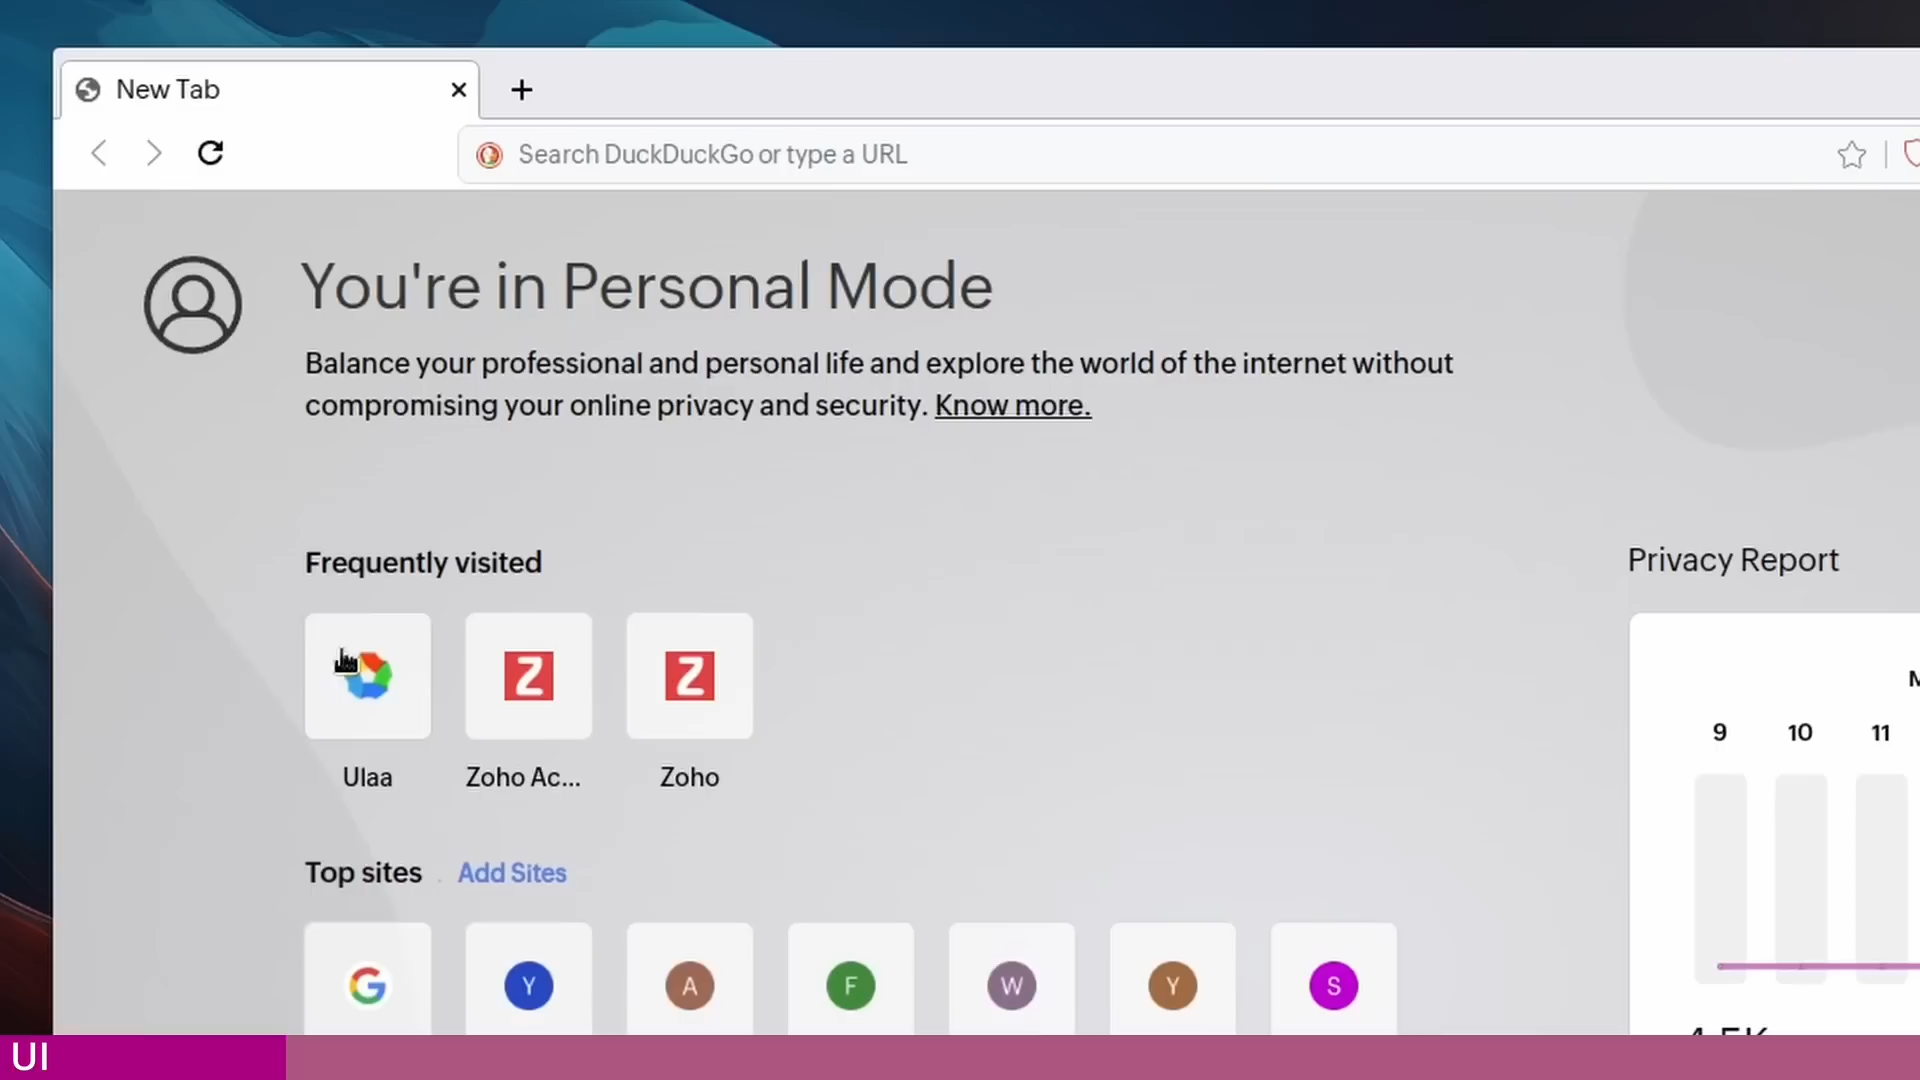 New Tab
Search DuckDuckGo or type a URL
You're in Personal Mode
Balance your professional and personal life and explore the world of the internet without
compromising your online privacy and security. Know more.
Frequently visited
Privacy Report
Z
Z
9 10 11
Ulaa
Zoho Ac...
Zoho
Top sites
Add Sites
G
Y
A
F
W
Y
S
UI